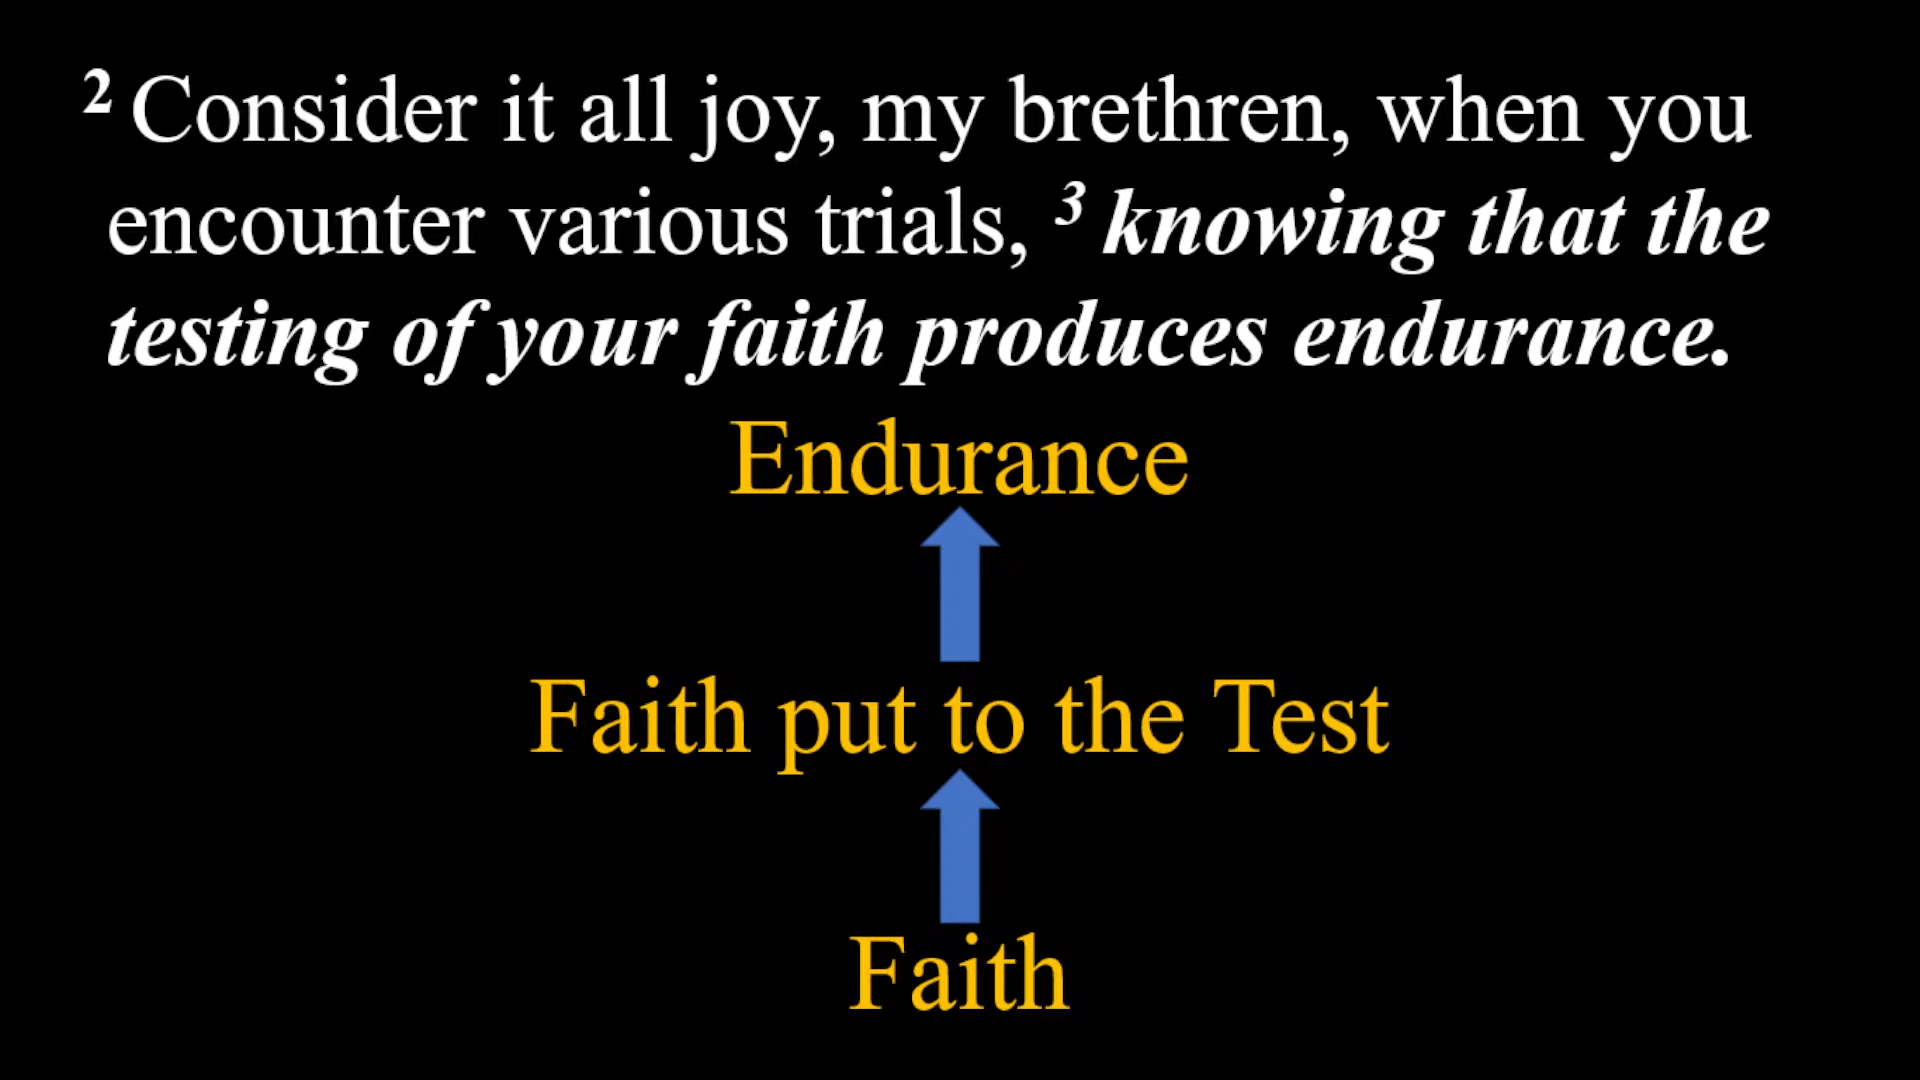 2 Consider it all joy, my brethren, when you
encounter various trials, 3 knowing that the
testing of your faith produces endurance.
Endurance
Faith put to the Test
Faith